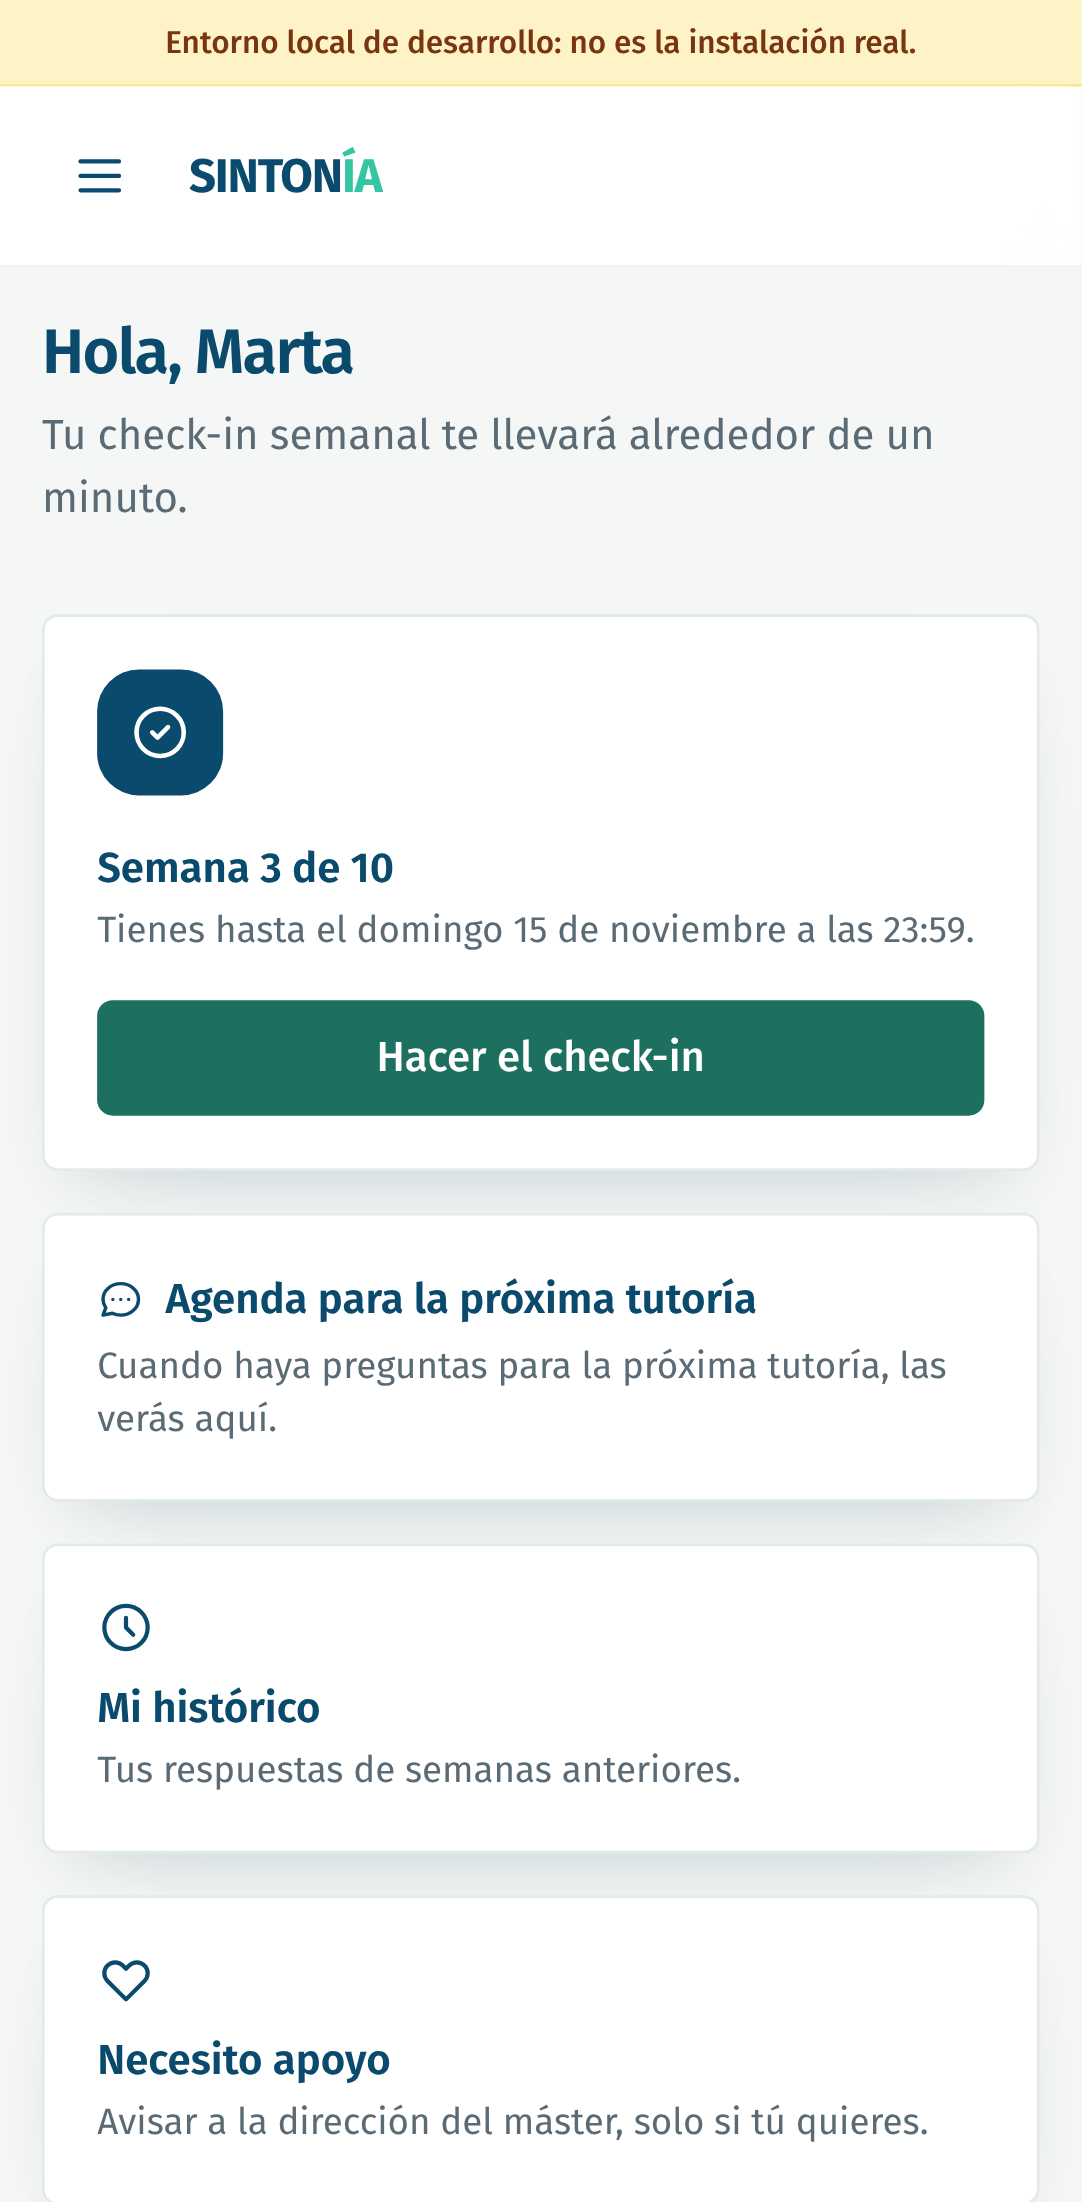 Entorno local de desarrollo: no es la instalación real.
SINTONÍA
Hola, Marta
Tu check-in semanal te llevará alrededor de un
minuto.
Semana 3 de 10
Tienes hasta el domingo 15 de noviembre a las 23:59.
Hacer el check-in
Agenda para la próxima tutoría
Cuando haya preguntas para la próxima tutoría, las
verás aquí.
Mi histórico
Tus respuestas de semanas anteriores.
Necesito apoyo
Avisar a la dirección del máster, solo si tú quieres.